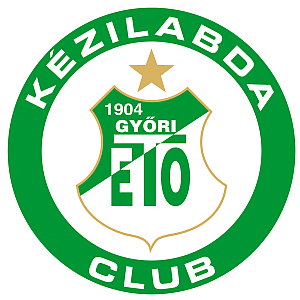 KÉZILABDA
1904
GYŐRI
ETO
CLUB